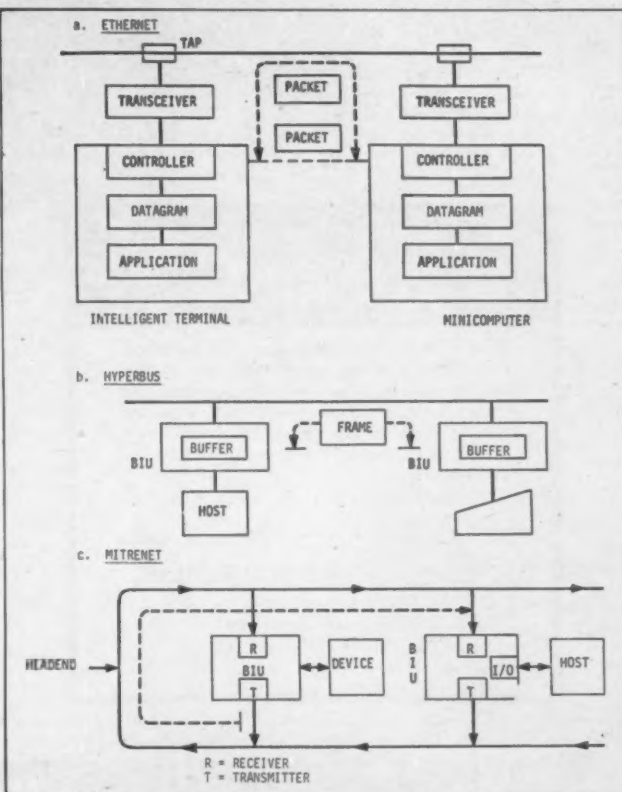 a. ETHERNET
TAP
PACKET
PACKET
TRANSCEIVER
TRANSCEIVER
CONTROLLER
CONTROLLER
DATAGRAM
DATAGRAM
APPLICATION
APPLICATION
INTELLIGENT TERMINAL
MINICOMPUTER
b. HYPERBUS
FRAME
BUFFER
BUFFER
BIU
BIU
HOST
c. MITRENET
R
R
HEADEND
BIU
DEVICE
B
I
U
I/O
HOST
T
T
R = RECEIVER
T = TRANSMITTER